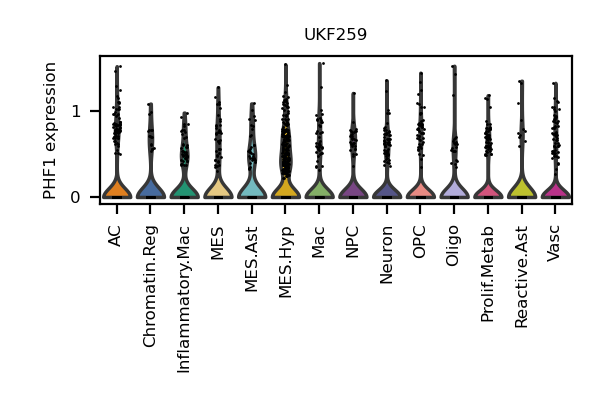 UKF259
PHF1 expression
1
0
AC
Chromatin.Reg
Inflammatory.Mac
MES
MES.Ast
MES.Hyp
Mac
NPC
Neuron
OPC
Oligo
Prolif.Metab
Reactive.Ast
Vasc